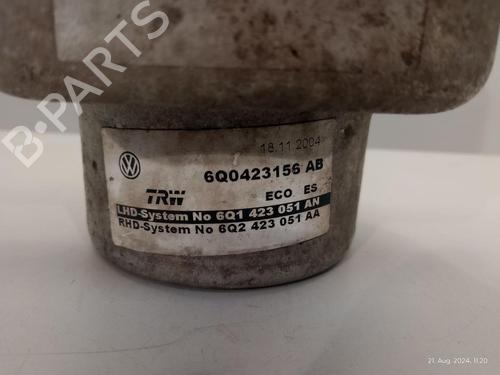 B-PARTS
18.11.2004
6Q0423156 AB
TRW
ECO ES
LHD-System No 6Q1 423 051 AN
RHD-System No 6Q2 423 051 AA
21. Aug. 2024, 11:20